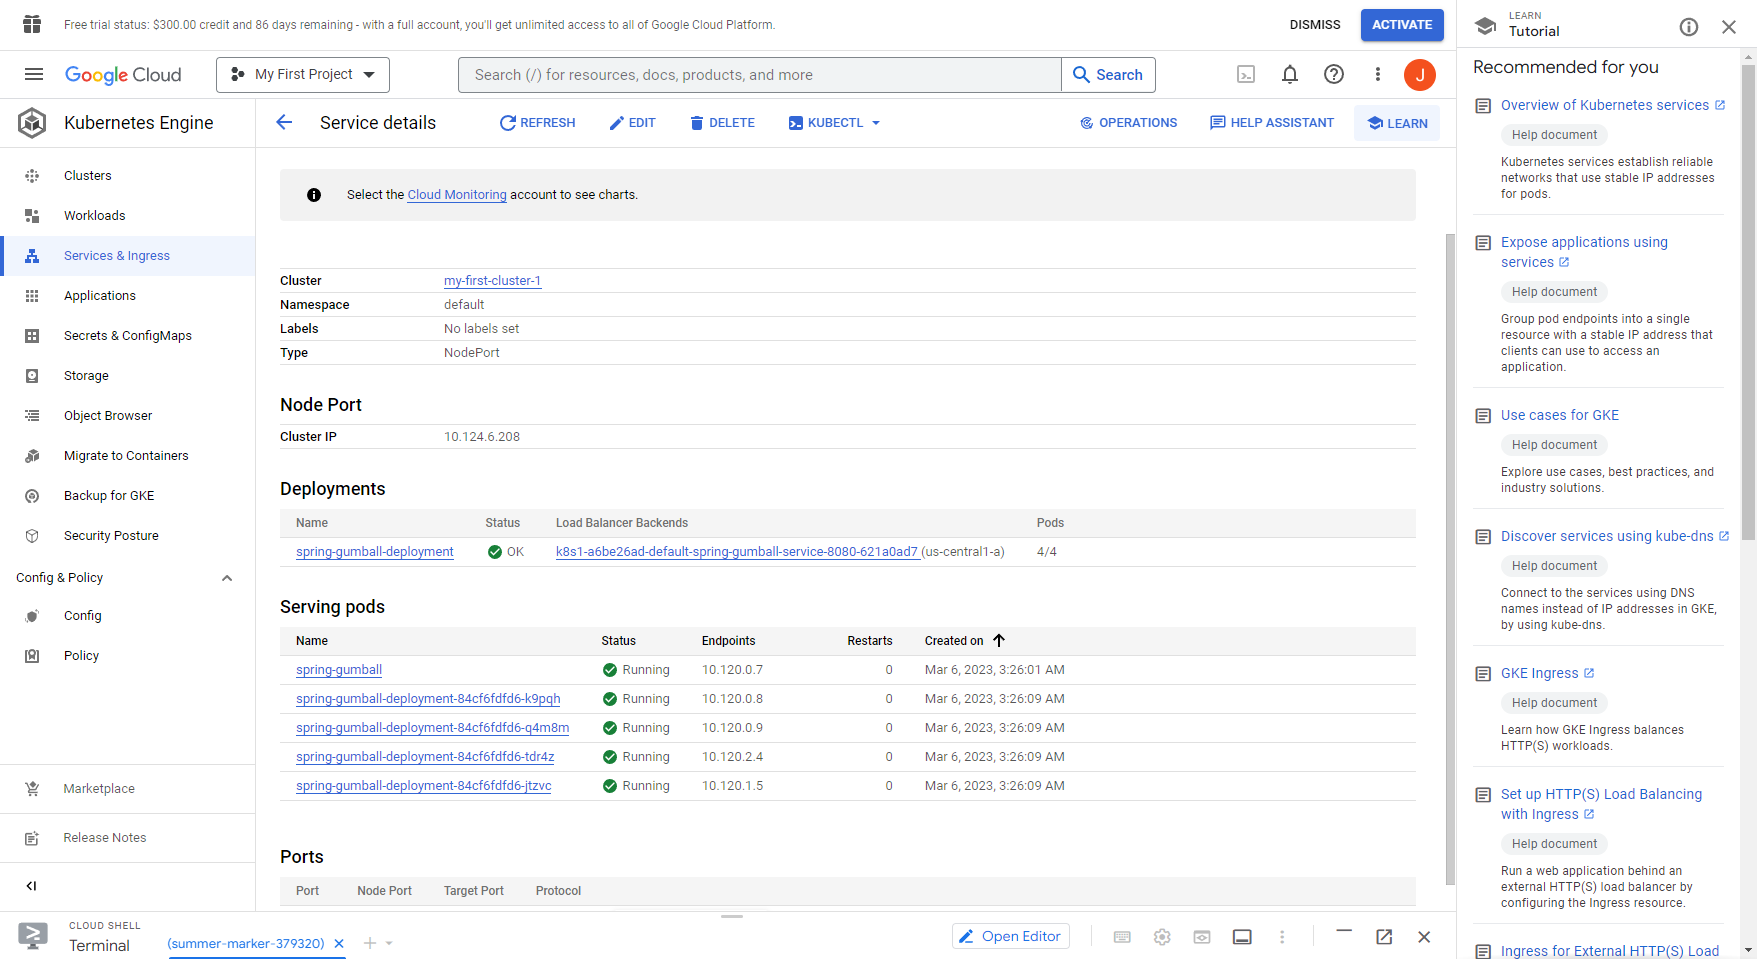 Free trial status: $300.00 credit and 86 days remaining - with a full account, you'll get unlimited access to all of Google Cloud Platform.
DISMISS
ACTIVATE
Google Cloud
My First Project
Search (/) for resources, docs, products, and more
Search
J
Kubernetes Engine
Clusters
Workloads
Services & Ingress
Applications
Secrets & ConfigMaps
Storage
Object Browser
Migrate to Containers
Backup for GKE
Security Posture
Config & Policy
Config
Policy
Marketplace
Release Notes
Service details
REFRESH
EDIT
DELETE
KUBECTL
OPERATIONS
HELP ASSISTANT
LEARN
Select the Cloud Monitoring account to see charts.
Cluster my-first-cluster-1
Namespace default
Labels No labels set
Type NodePort
Node Port
Cluster IP 10.124.6.208
Deployments
Name Status Load Balancer Backends Pods
spring-gumball-deployment OK k8s1-a6be26ad-default-spring-gumball-service-8080-621a0ad7 (us-central1-a) 4/4
Serving pods
Name Status Endpoints Restarts Created on
spring-gumball Running 10.120.0.7 0 Mar 6, 2023, 3:26:01 AM
spring-gumball-deployment-84cf6fdfd6-k9pqh Running 10.120.0.8 0 Mar 6, 2023, 3:26:09 AM
spring-gumball-deployment-84cf6fdfd6-q4m8m Running 10.120.0.9 0 Mar 6, 2023, 3:26:09 AM
spring-gumball-deployment-84cf6fdfd6-tdr4z Running 10.120.2.4 0 Mar 6, 2023, 3:26:09 AM
spring-gumball-deployment-84cf6fdfd6-jtzvc Running 10.120.1.5 0 Mar 6, 2023, 3:26:09 AM
Ports
Port Node Port Target Port Protocol
CLOUD SHELL
Terminal
(summer-marker-379320)
Open Editor
LEARN
Tutorial
Recommended for you
Overview of Kubernetes services
Help document
Kubernetes services establish reliable
networks that use stable IP addresses
for pods.
Expose applications using
services
Help document
Group pod endpoints into a single
resource with a stable IP address that
clients can use to access an
application.
Use cases for GKE
Help document
Explore use cases, best practices, and
industry solutions.
Discover services using kube-dns
Help document
Connect to the services using DNS
names instead of IP addresses in GKE,
by using kube-dns.
GKE Ingress
Help document
Learn how GKE Ingress balances
HTTP(S) workloads.
Set up HTTP(S) Load Balancing
with Ingress
Help document
Run a web application behind an
external HTTP(S) load balancer by
configuring the Ingress resource.
Ingress for External HTTP(S) Load